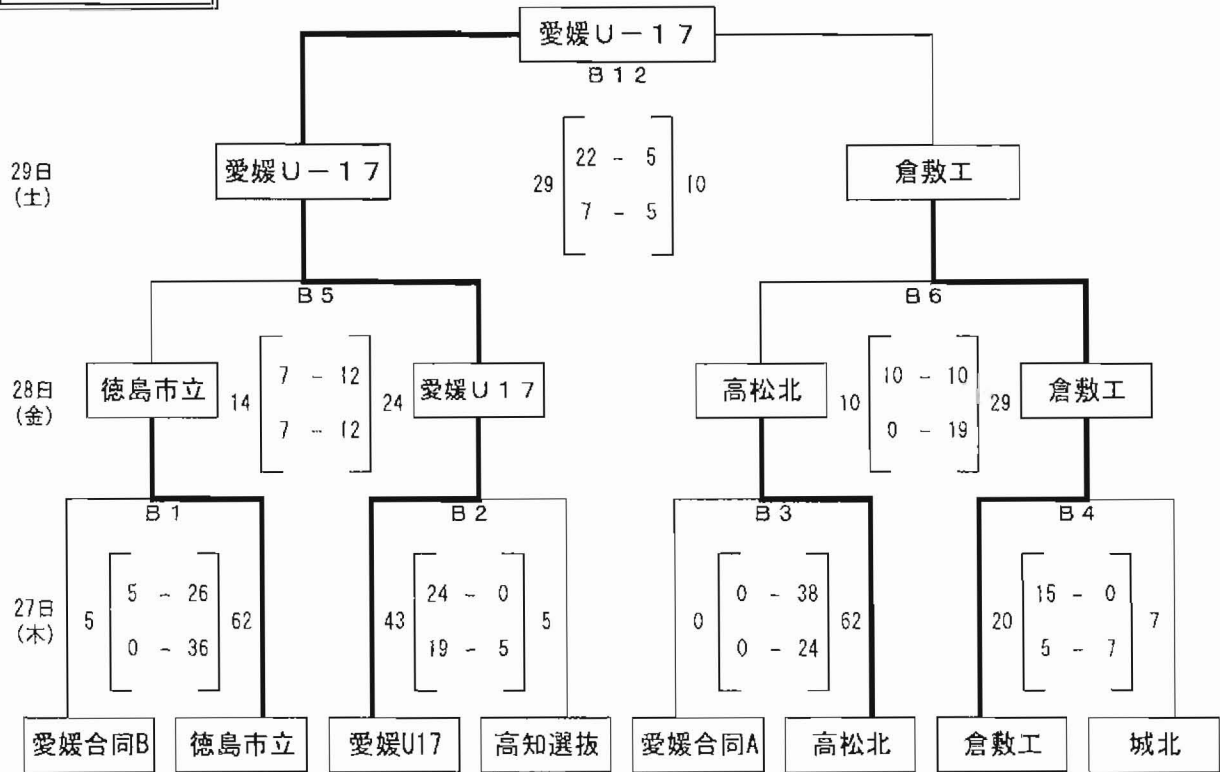 愛媛U－17
B12
29日
(土)
愛媛U－17
29
22 - 5
7 - 5
10
倉敷工
B5
B6
28日
(金)
徳島市立
14
7 - 12
7 - 12
24
愛媛U17
高松北
10
10 - 10
0 - 19
29
倉敷工
B1
B2
B3
B4
27日
(木)
5
5 - 26
0 - 36
62
43
24 - 0
19 - 5
5
0
0 - 38
0 - 24
62
20
15 - 0
5 - 7
7
愛媛合同B
徳島市立
愛媛U17
高知選抜
愛媛合同A
高松北
倉敷工
城北